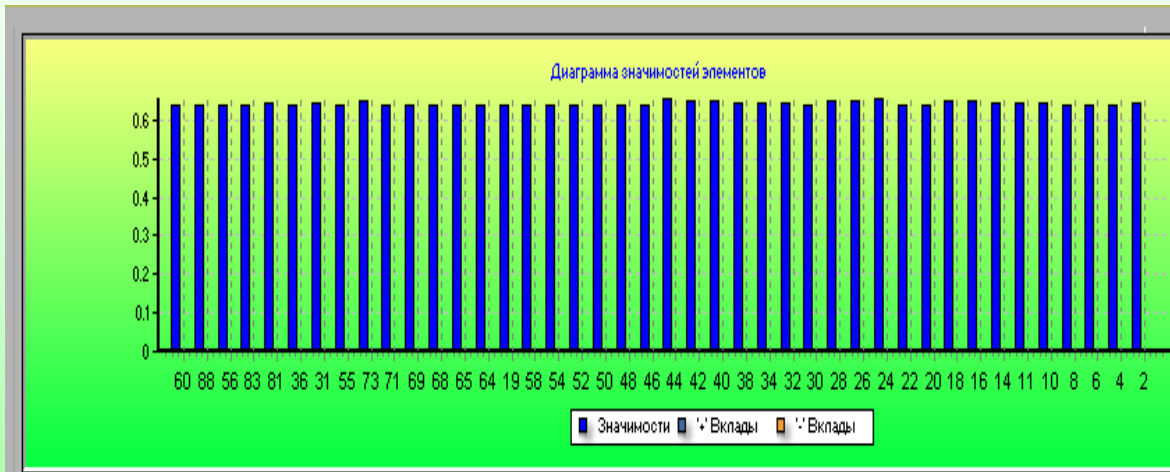 Диаграмма значимостей элементов
0.6
0.5
0.4
0.3
0.2
0.1
0
60 88 56 83 81 36 31 55 73 71 69 68 65 64 19 58 54 52 50 48 46 44 42 40 38 34 32 30 28 26 24 22 20 18 16 14 11 10 8 6 4 2
Значимости '+' Вклады '-' Вклады